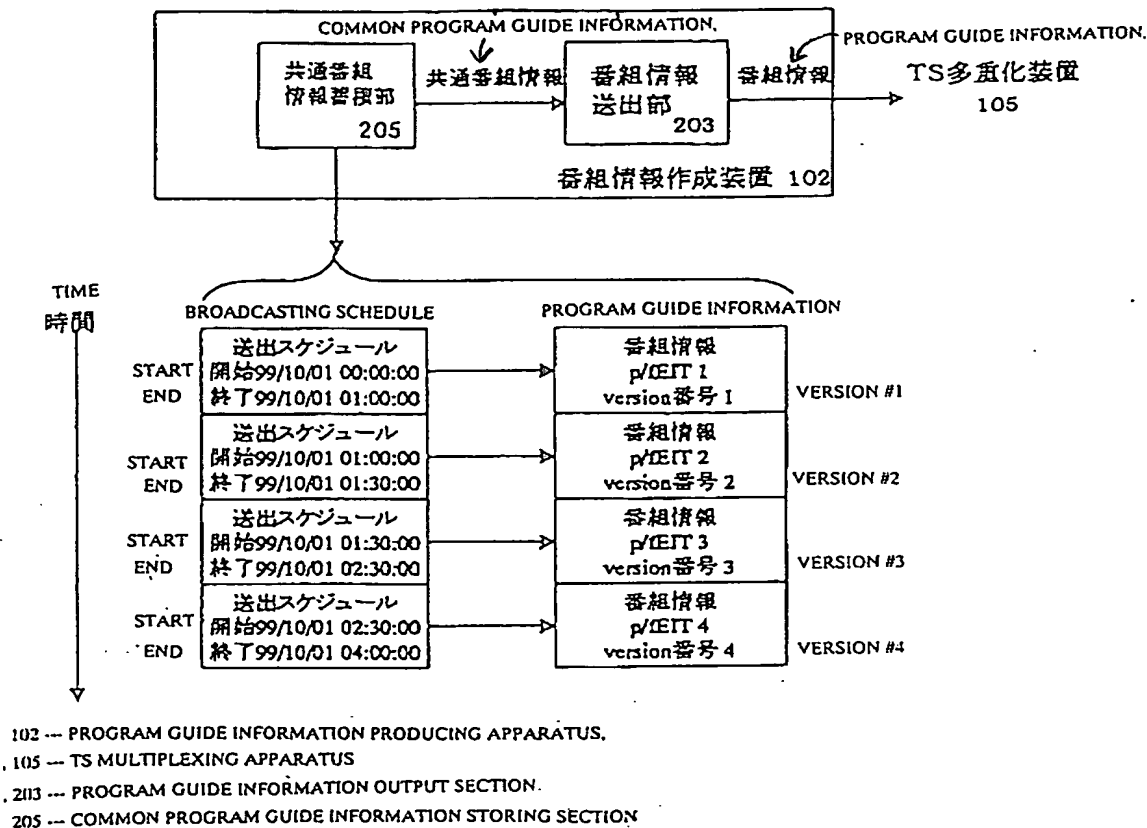 COMMON PROGRAM GUIDE INFORMATION.
PROGRAM GUIDE INFORMATION.
共通番組
情報蓄積部
205
共通番組情報
番組情報
送出部
203
番組情報
TS多重化装置
105
番組情報作成装置 102
TIME
時間
BROADCASTING SCHEDULE
PROGRAM GUIDE INFORMATION
START
END
送出スケジュール
開始99/10/01 00:00:00
終了99/10/01 01:00:00
番組情報
p/fEIT 1
version番号 1
VERSION #1
START
END
送出スケジュール
開始99/10/01 01:00:00
終了99/10/01 01:30:00
番組情報
p/fEIT 2
version番号 2
VERSION #2
START
END
送出スケジュール
開始99/10/01 01:30:00
終了99/10/01 02:30:00
番組情報
p/fEIT 3
version番号 3
VERSION #3
START
END
送出スケジュール
開始99/10/01 02:30:00
終了99/10/01 04:00:00
番組情報
p/fEIT 4
version番号 4
VERSION #4
102 --- PROGRAM GUIDE INFORMATION PRODUCING APPARATUS,
105 --- TS MULTIPLEXING APPARATUS
203 --- PROGRAM GUIDE INFORMATION OUTPUT SECTION.
205 --- COMMON PROGRAM GUIDE INFORMATION STORING SECTION